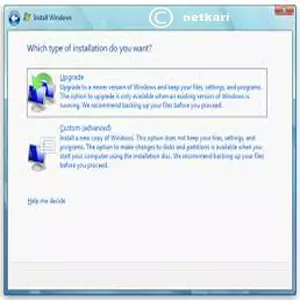 © netkari
Install Windows
Which type of installation do you want?
Upgrade
Upgrade to a newer version of Windows and keep your files, settings, and programs.
The option to upgrade is only available when an existing version of Windows is
running. We recommend backing up your files before you proceed.
Custom (advanced)
Install a new copy of Windows. This option does not keep your files, settings, and
programs. The option to make changes to disks and partitions is available when you
start your computer using the installation disc. We recommend backing up your files
before you proceed.
Help me decide